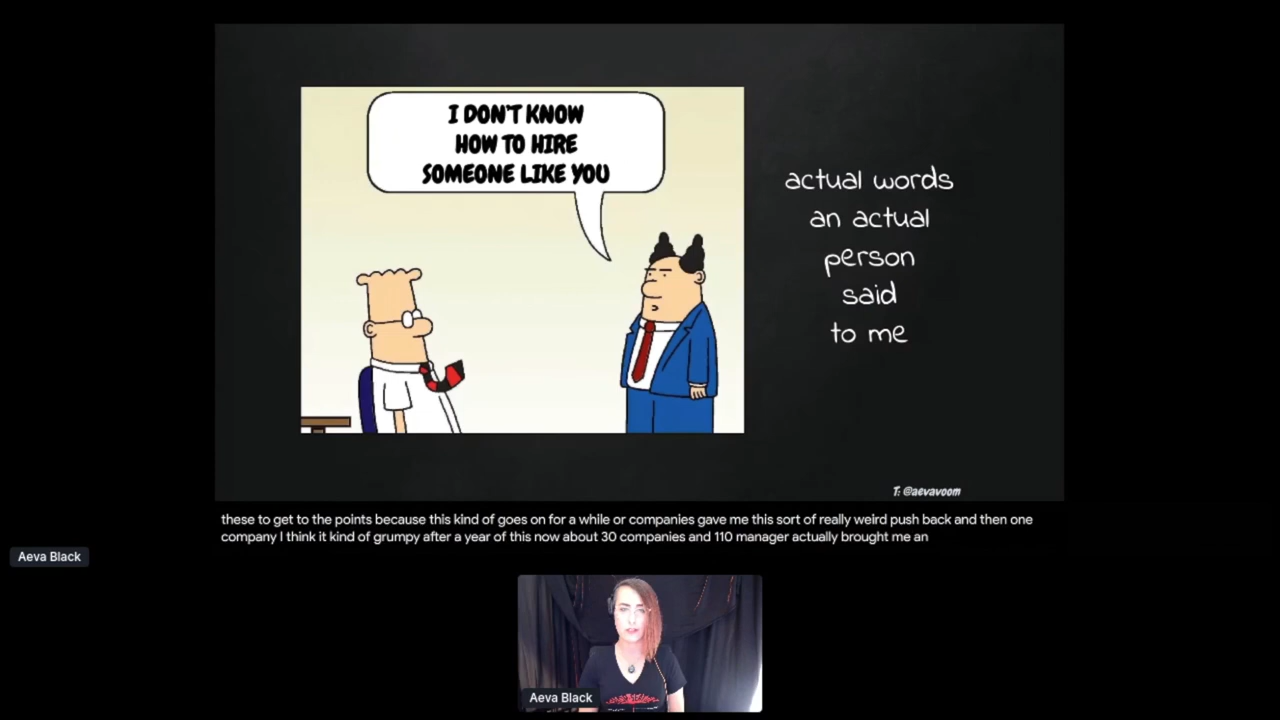 I DON'T KNOW
HOW TO HIRE
SOMEONE LIKE YOU
actual words
an actual
person
said
to me
T: @aevavoom
these to get to the points because this kind of goes on for a while or companies gave me this sort of really weird push back and then one
company I think it kind of grumpy after a year of this now about 30 companies and 110 manager actually brought me an
Aeva Black
Aeva Black